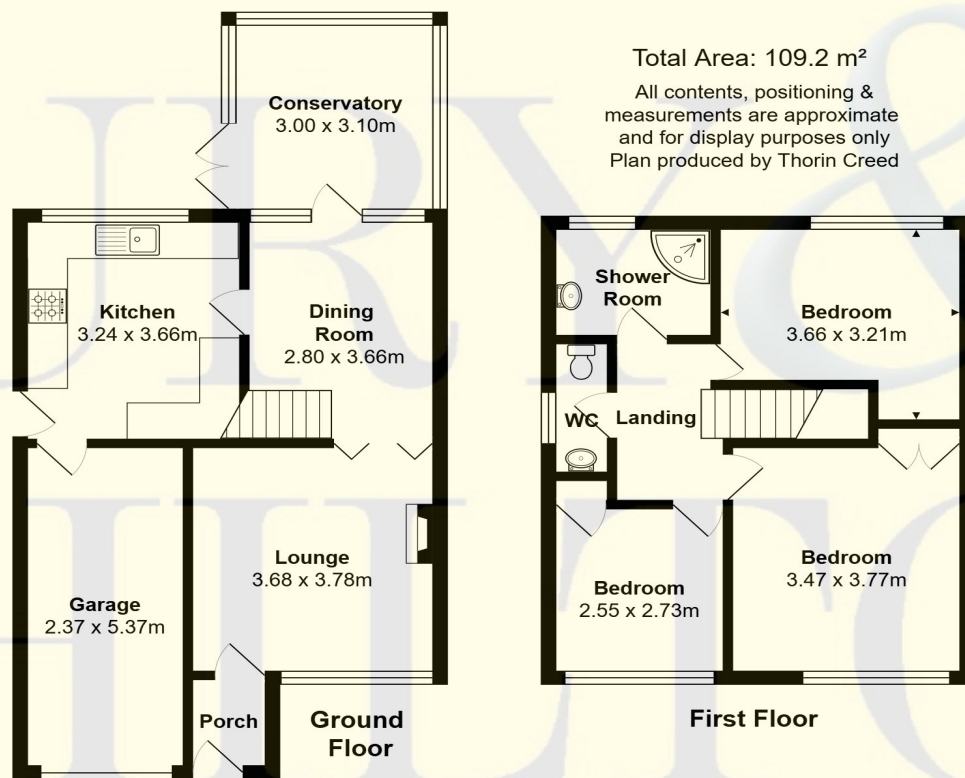 Total Area: 109.2 m²
All contents, positioning &
measurements are approximate
and for display purposes only
Plan produced by Thorin Creed
Conservatory
3.00 x 3.10m
Kitchen
3.24 x 3.66m
Dining
Room
2.80 x 3.66m
Lounge
3.68 x 3.78m
Garage
2.37 x 5.37m
Porch
Ground
Floor
Shower
Room
Bedroom
3.66 x 3.21m
WC
Landing
Bedroom
2.55 x 2.73m
Bedroom
3.47 x 3.77m
First Floor
URY &
HILTO